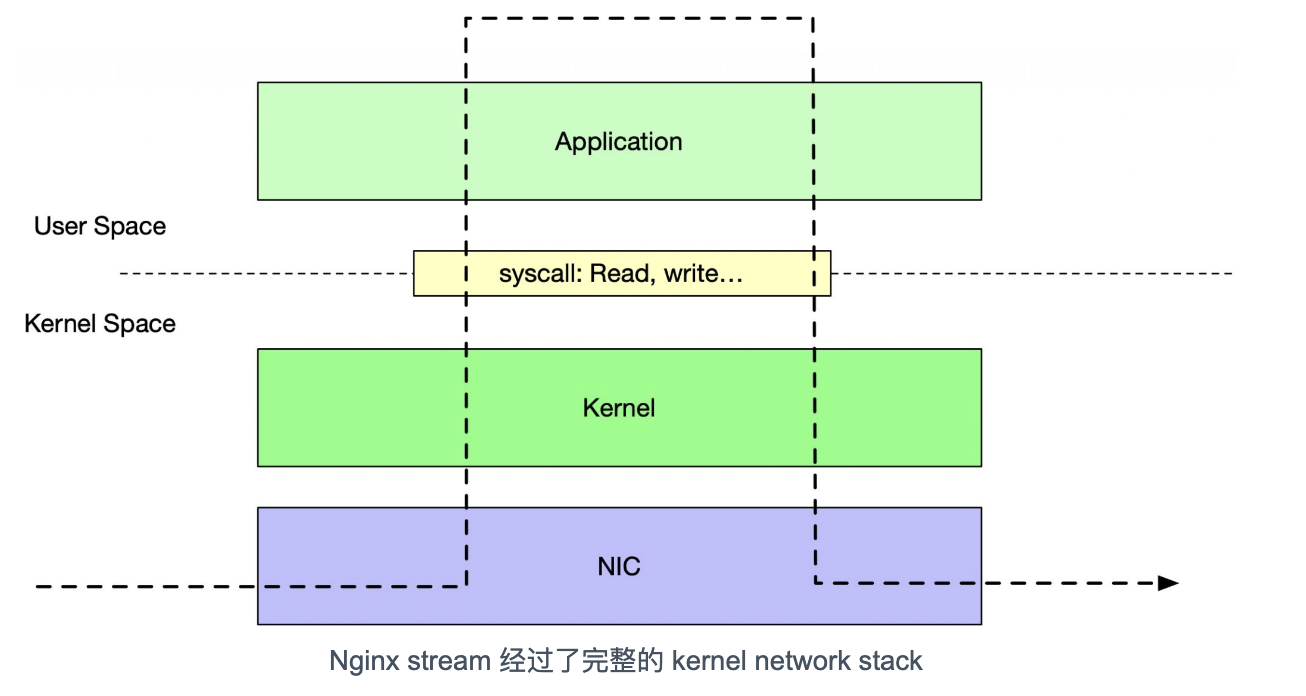 Application
User Space
syscall: Read, write...
Kernel Space
Kernel
NIC
Nginx stream 经过了完整的 kernel network stack